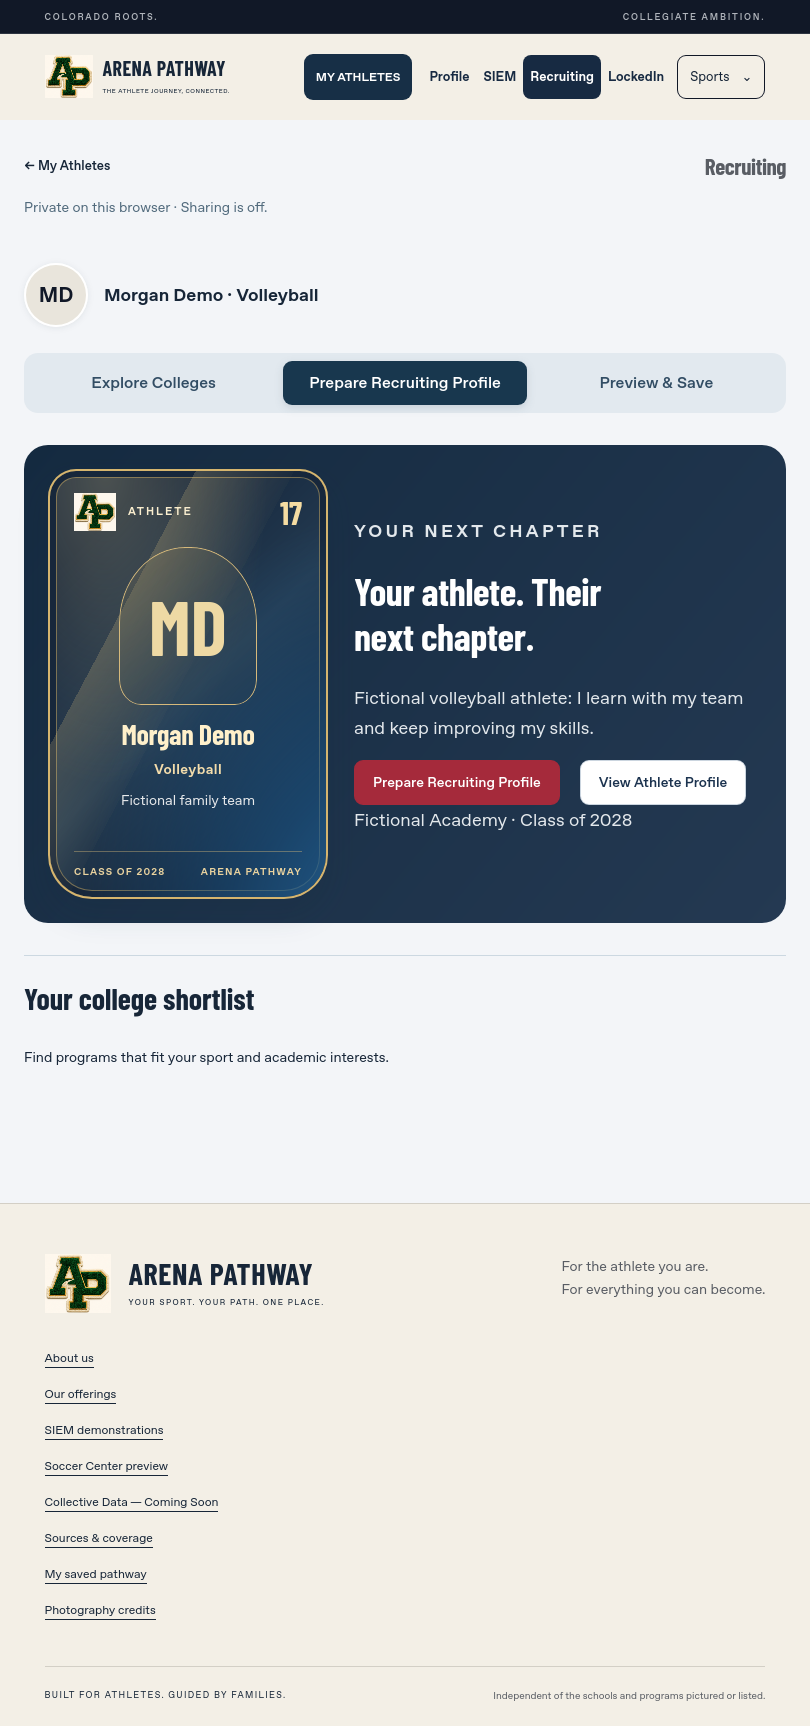 COLORADO ROOTS.
COLLEGIATE AMBITION.
AP
ARENA PATHWAY
THE ATHLETE JOURNEY, CONNECTED.
MY ATHLETES
Profile
SIEM
Recruiting
LockedIn
Sports
← My Athletes
Recruiting
Private on this browser · Sharing is off.
MD
Morgan Demo · Volleyball
Explore Colleges
Prepare Recruiting Profile
Preview & Save
AP
ATHLETE
17
MD
Morgan Demo
Volleyball
Fictional family team
CLASS OF 2028
ARENA PATHWAY
YOUR NEXT CHAPTER
Your athlete. Their
next chapter.
Fictional volleyball athlete: I learn with my team
and keep improving my skills.
Prepare Recruiting Profile
View Athlete Profile
Fictional Academy · Class of 2028
Your college shortlist
Find programs that fit your sport and academic interests.
AP
ARENA PATHWAY
YOUR SPORT. YOUR PATH. ONE PLACE.
For the athlete you are.
For everything you can become.
About us
Our offerings
SIEM demonstrations
Soccer Center preview
Collective Data — Coming Soon
Sources & coverage
My saved pathway
Photography credits
BUILT FOR ATHLETES. GUIDED BY FAMILIES.
Independent of the schools and programs pictured or listed.